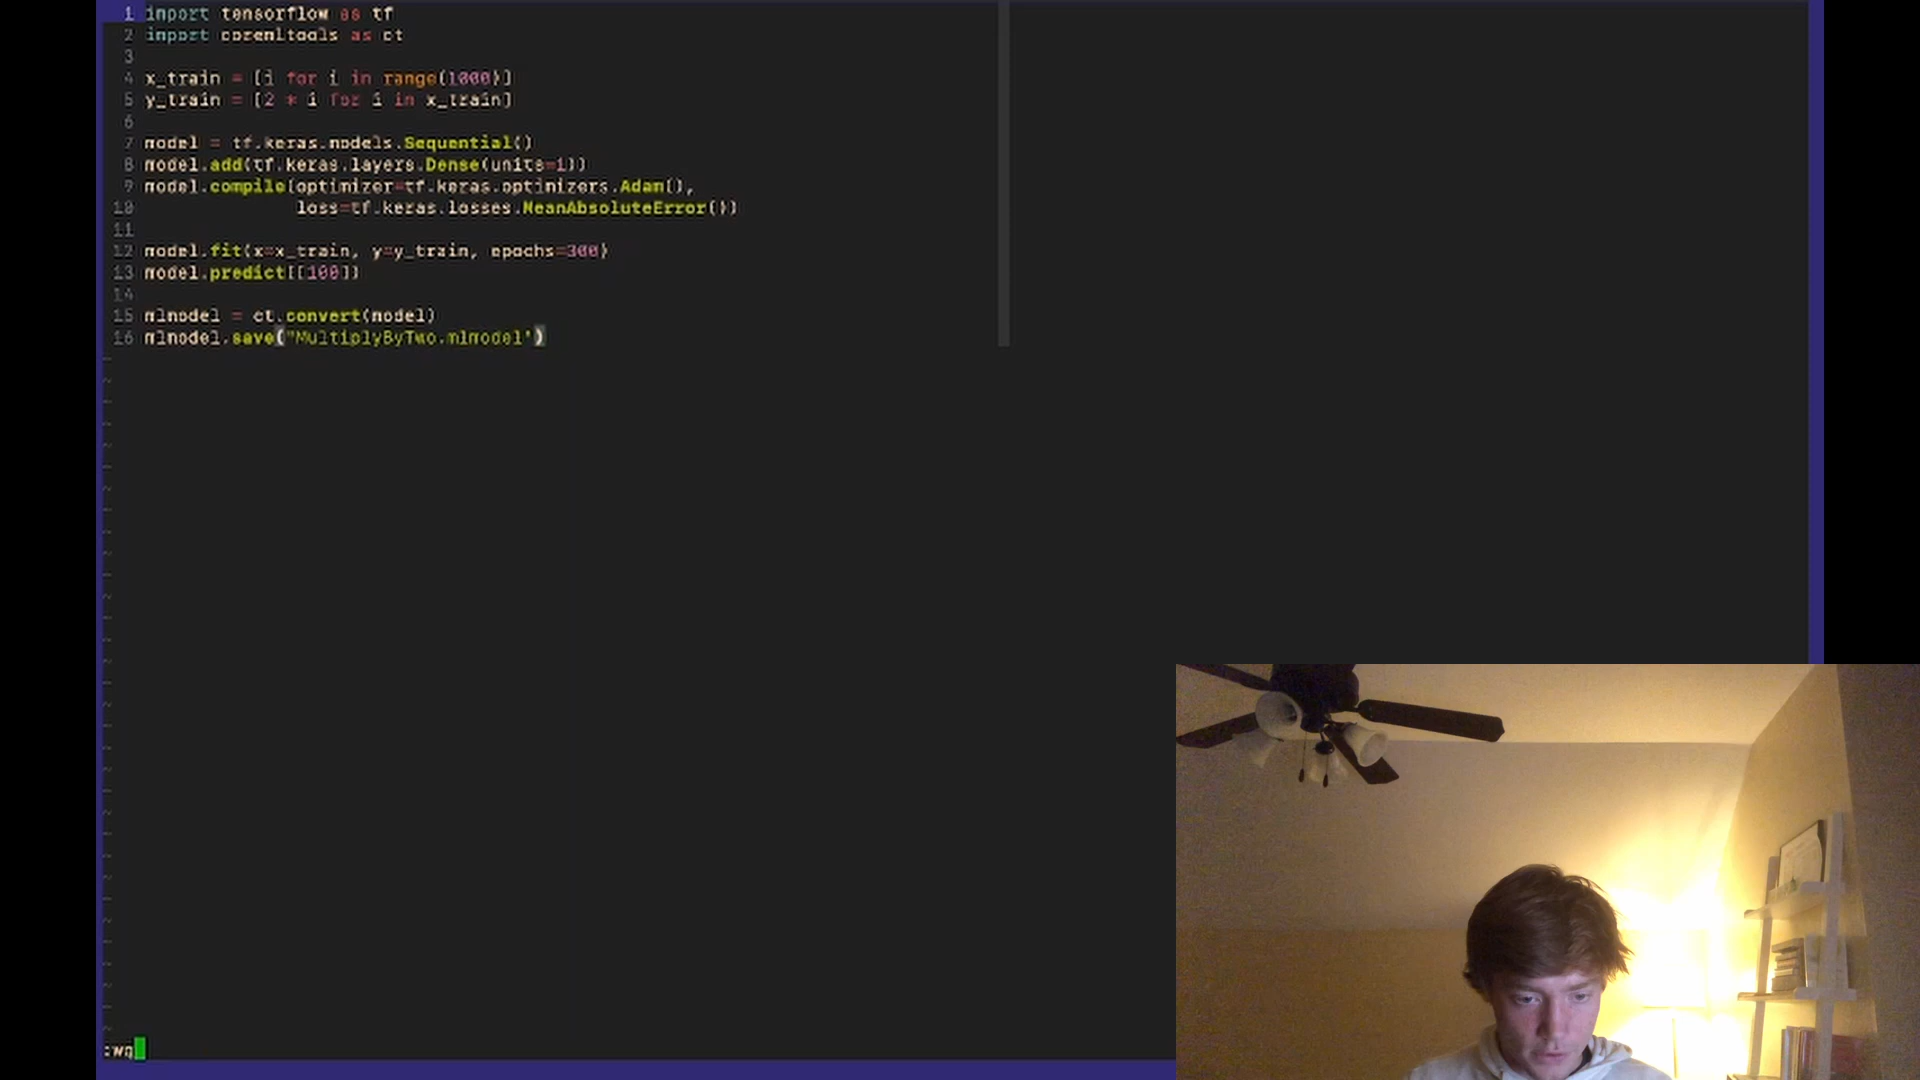 1 import tensorflow as tf
2 import coremltools as ct
3
4 x_train = [i for i in range(1000)]
5 y_train = [2 * i for i in x_train]
6
7 model = tf.keras.models.Sequential()
8 model.add(tf.keras.layers.Dense(units=1))
9 model.compile(optimizer=tf.keras.optimizers.Adam(),
10 loss=tf.keras.losses.MeanAbsoluteError())
11
12 model.fit(x=x_train, y=y_train, epochs=300)
13 model.predict([100])
14
15 mlmodel = ct.convert(model)
16 mlmodel.save("MultiplyByTwo.mlmodel")
:wq